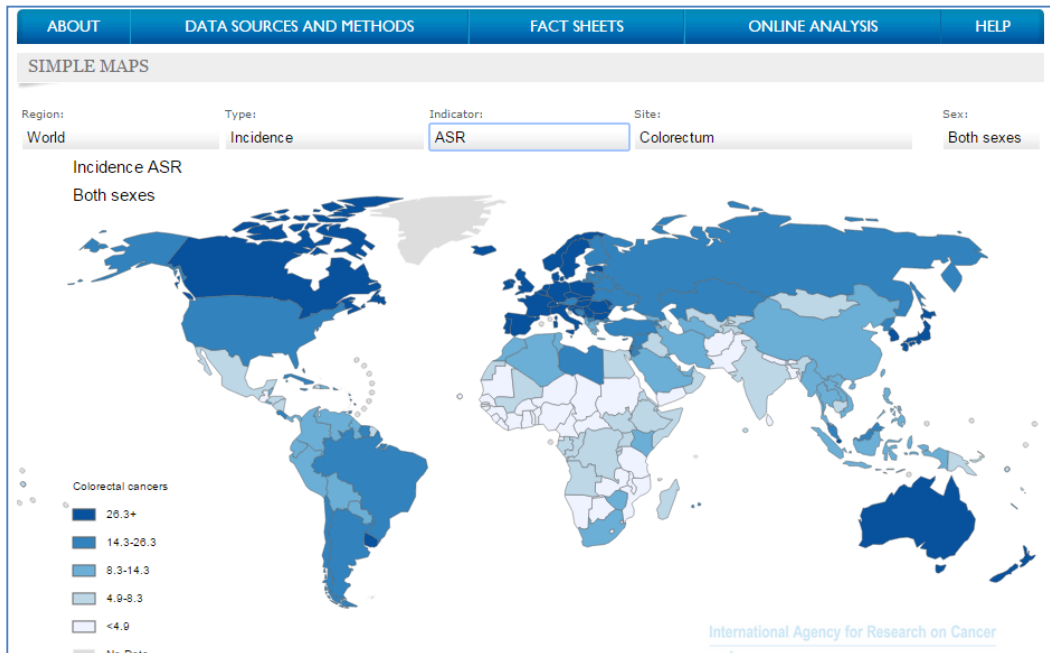 ABOUT DATA SOURCES AND METHODS FACT SHEETS ONLINE ANALYSIS HELP
SIMPLE MAPS
Region: Type: Indicator: Site: Sex:
World Incidence ASR Colorectum Both sexes
Incidence ASR
Both sexes
Colorectal cancers
26.3+
14.3-26.3
8.3-14.3
4.9-8.3
<4.9
No Data
International Agency for Research on Cancer